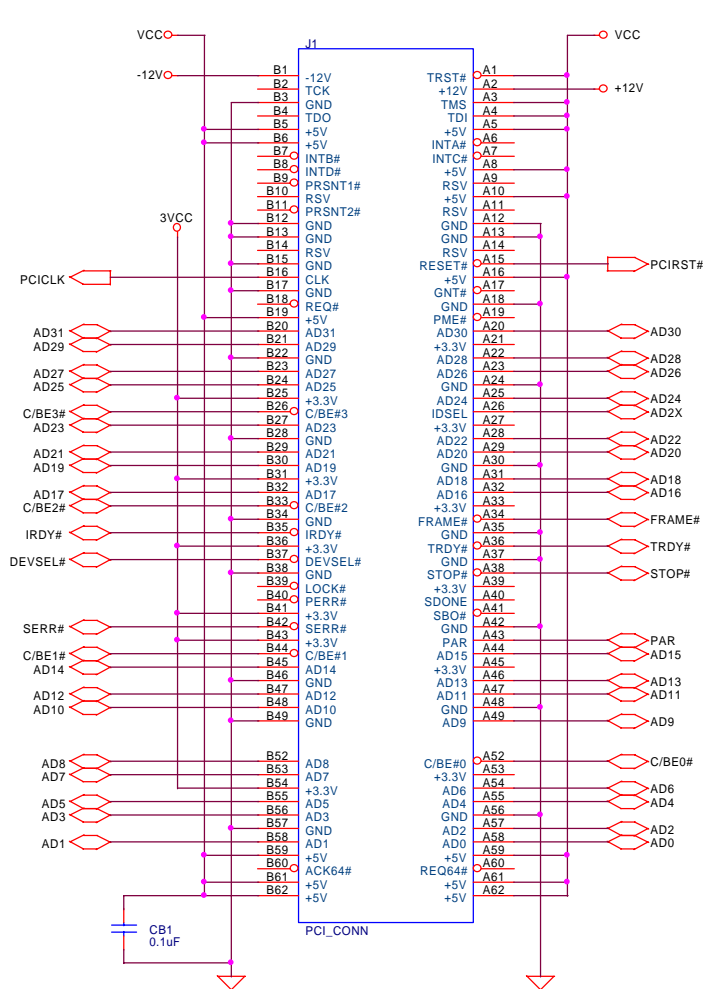 VCC
VCC
J1
-12V B1 -12V TRST# A1
B2 TCK +12V A2 +12V
B3 GND TMS A3
B4 TDO TDI A4
B5 +5V +5V A5
B6 +5V INTA# A6
B7 INTB# INTC# A7
B8 INTD# +5V A8
B9 PRSNT1# RSV A9
B10 RSV +5V A10
B11 PRSNT2# RSV A11
3VCC B12 GND GND A12
B13 GND GND A13
B14 RSV RSV A14
B15 GND RESET# A15 PCIRST#
PCICLK B16 CLK +5V A16
B17 GND GNT# A17
B18 REQ# GND A18
B19 +5V PME# A19
AD31 B20 AD31 AD30 A20 AD30
AD29 B21 AD29 +3.3V A21
B22 GND AD28 A22 AD28
AD27 B23 AD27 AD26 A23 AD26
AD25 B24 AD25 GND A24
B25 +3.3V AD24 A25 AD24
C/BE3# B26 C/BE#3 IDSEL A26 AD2X
AD23 B27 AD23 +3.3V A27
B28 GND AD22 A28 AD22
AD21 B29 AD21 AD20 A29 AD20
AD19 B30 AD19 GND A30
B31 +3.3V AD18 A31 AD18
AD17 B32 AD17 AD16 A32 AD16
C/BE2# B33 C/BE#2 +3.3V A33
B34 GND FRAME# A34 FRAME#
IRDY# B35 IRDY# GND A35
B36 +3.3V TRDY# A36 TRDY#
DEVSEL# B37 DEVSEL# GND A37
B38 GND STOP# A38 STOP#
B39 LOCK# +3.3V A39
B40 PERR# SDONE A40
B41 +3.3V SBO# A41
SERR# B42 SERR# GND A42
B43 +3.3V PAR A43 PAR
C/BE1# B44 C/BE#1 AD15 A44 AD15
AD14 B45 AD14 +3.3V A45
B46 GND AD13 A46 AD13
AD12 B47 AD12 AD11 A47 AD11
AD10 B48 AD10 GND A48
B49 GND AD9 A49 AD9
AD8 B52 AD8 C/BE#0 A52 C/BE0#
AD7 B53 AD7 +3.3V A53
B54 +3.3V AD6 A54 AD6
AD5 B55 AD5 AD4 A55 AD4
AD3 B56 AD3 GND A56
B57 GND AD2 A57 AD2
AD1 B58 AD1 AD0 A58 AD0
B59 +5V +5V A59
B60 ACK64# REQ64# A60
B61 +5V +5V A61
B62 +5V +5V A62
CB1
0.1uF
PCI_CONN